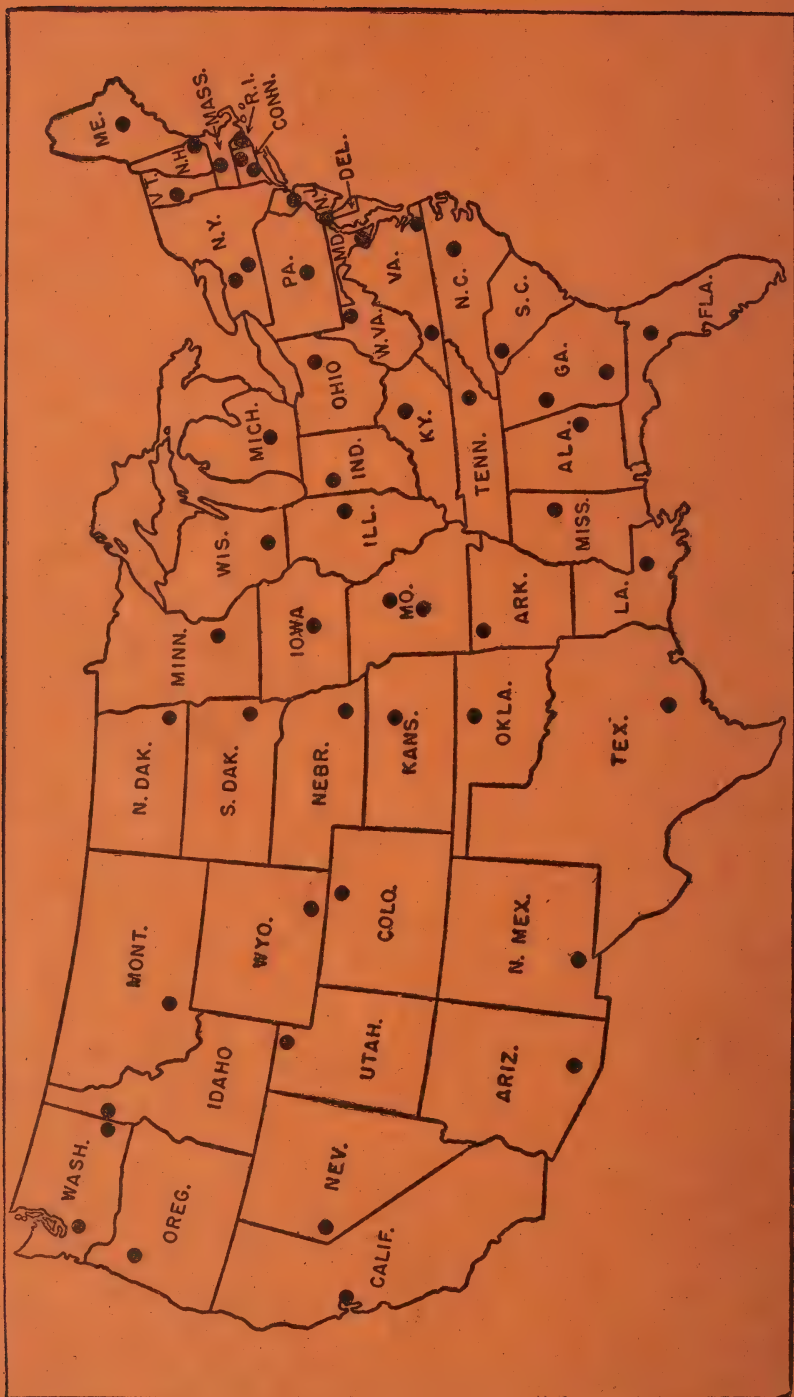 WASH.
OREG.
CALIF.
NEV.
IDAHO
MONT.
WYO.
UTAH.
ARIZ.
COLO.
N. MEX.
N. DAK.
S. DAK.
NEBR.
KANS.
OKLA.
TEX.
MINN.
IOWA
MO.
ARK.
LA.
WIS.
ILL.
MICH.
IND.
OHIO
KY.
TENN.
MISS.
ALA.
GA.
FLA.
S.C.
N.C.
VA.
W.VA.
MD.
DEL.
PA.
N.J.
N.Y.
VT.
N.H.
ME.
MASS.
R.I.
CONN.